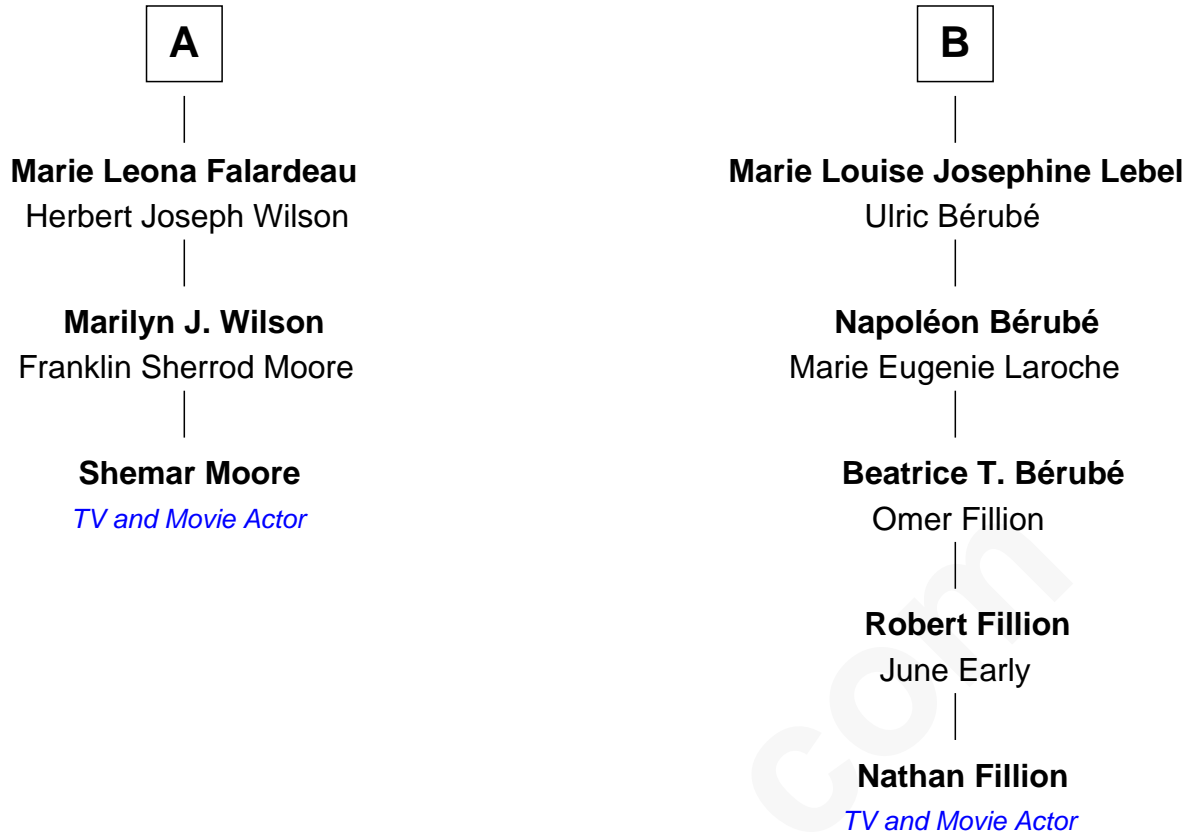 A
Marie Leona Falardeau
Herbert Joseph Wilson
Marilyn J. Wilson
Franklin Sherrod Moore
Shemar Moore
TV and Movie Actor
B
Marie Louise Josephine Lebel
Ulric Bérubé
Napoléon Bérubé
Marie Eugenie Laroche
Beatrice T. Bérubé
Omer Fillion
Robert Fillion
June Early
Nathan Fillion
TV and Movie Actor
com